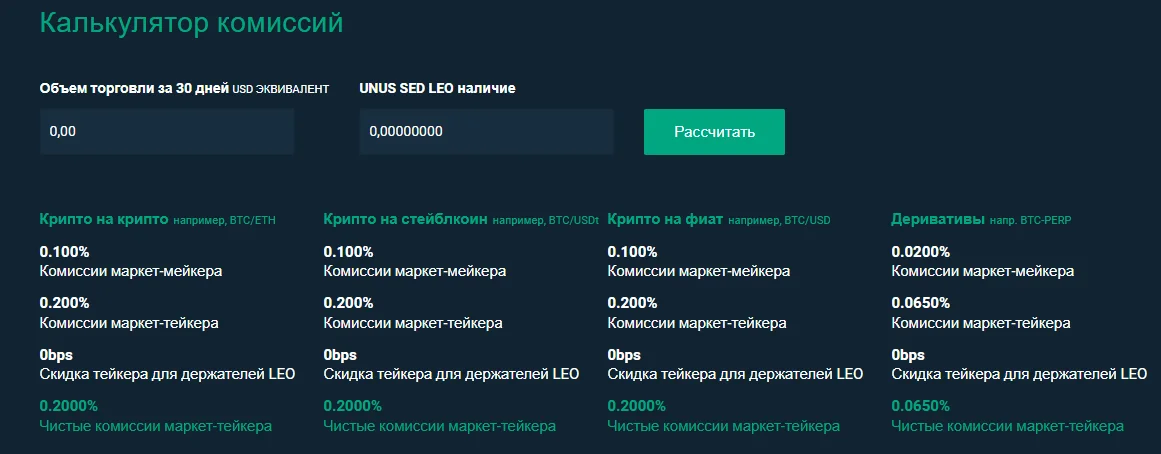 Калькулятор комиссий
Объем торговли за 30 дней USD ЭКВИВАЛЕНТ
UNUS SED LEO наличие
0,00
0,00000000
Рассчитать
Крипто на крипто например, BTC/ETH
0.100%
Комиссии маркет-мейкера
0.200%
Комиссии маркет-тейкера
0bps
Скидка тейкера для держателей LEO
0.2000%
Чистые комиссии маркет-тейкера
Крипто на стейблкоин например, BTC/USDt
0.100%
Комиссии маркет-мейкера
0.200%
Комиссии маркет-тейкера
0bps
Скидка тейкера для держателей LEO
0.2000%
Чистые комиссии маркет-тейкера
Крипто на фиат например, BTC/USD
0.100%
Комиссии маркет-мейкера
0.200%
Комиссии маркет-тейкера
0bps
Скидка тейкера для держателей LEO
0.2000%
Чистые комиссии маркет-тейкера
Деривативы напр. BTC-PERP
0.0200%
Комиссии маркет-мейкера
0.0650%
Комиссии маркет-тейкера
0bps
Скидка тейкера для держателей LEO
0.0650%
Чистые комиссии маркет-тейкера